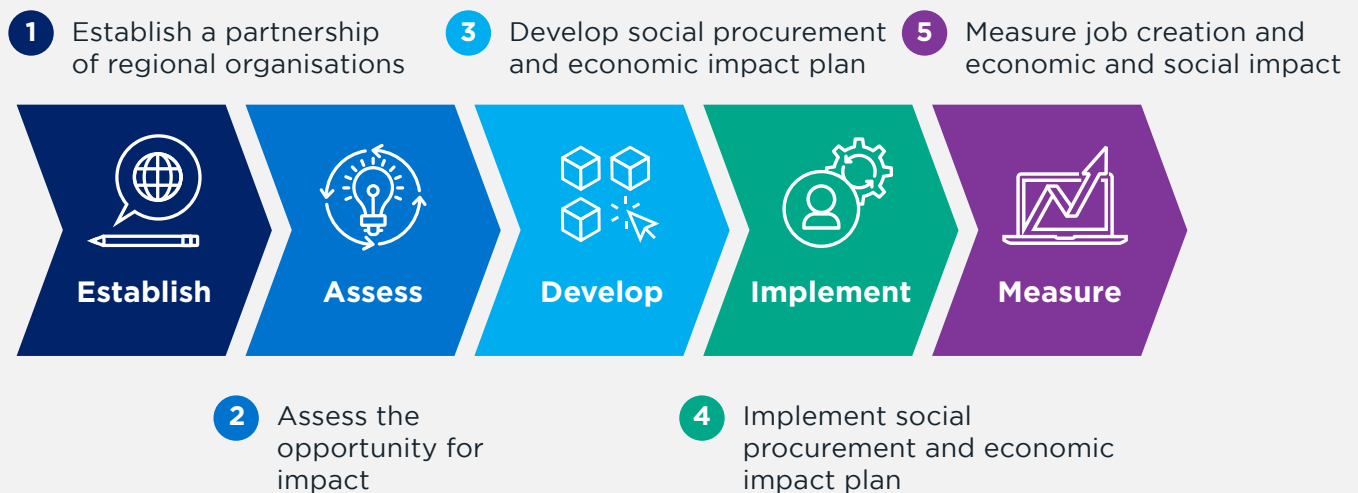 1
Establish a partnership
of regional organisations
3
Develop social procurement
and economic impact plan
5
Measure job creation and
economic and social impact
Establish
Assess
Develop
Implement
Measure
2
Assess the
opportunity for
impact
4
Implement social
procurement and economic
impact plan